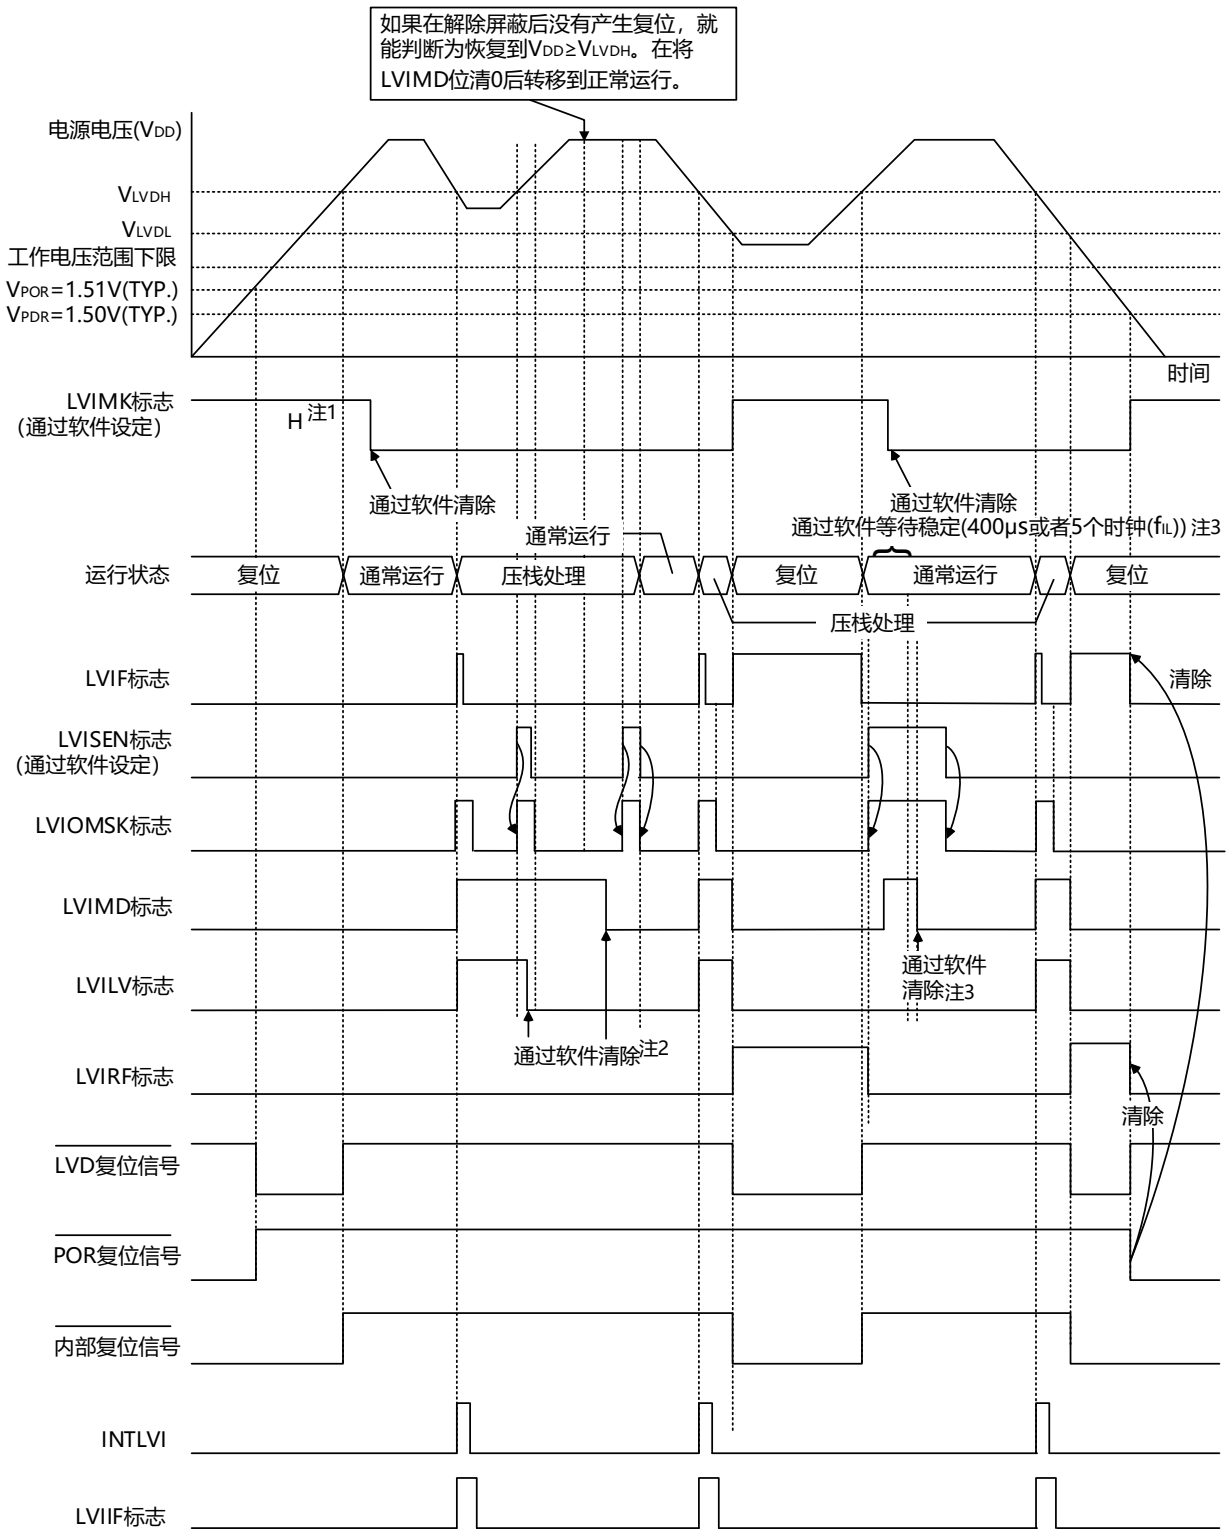 如果在解除屏蔽后没有产生复位，就
能判断为恢复到VDD≥VLVDH。在将
LVIMD位清0后转移到正常运行。
电源电压(VDD)
VLVDH
VLVDL
工作电压范围下限
VPOR=1.51V(TYP.)
VPDR=1.50V(TYP.)
时间
LVIMK标志
（通过软件设定）
H 注1
通过软件清除
通过软件清除
通过软件等待稳定(400μs或者5个时钟(fIL)) 注3
通常运行
运行状态
复位
通常运行
压栈处理
复位
通常运行
复位
压栈处理
LVIF标志
清除
LVISEN标志
（通过软件设定）
LVIOMSK标志
LVIMD标志
通过软件
清除注3
LVILV标志
通过软件清除注2
LVIRF标志
清除
LVD复位信号
POR复位信号
内部复位信号
INTLVI
LVIIF标志